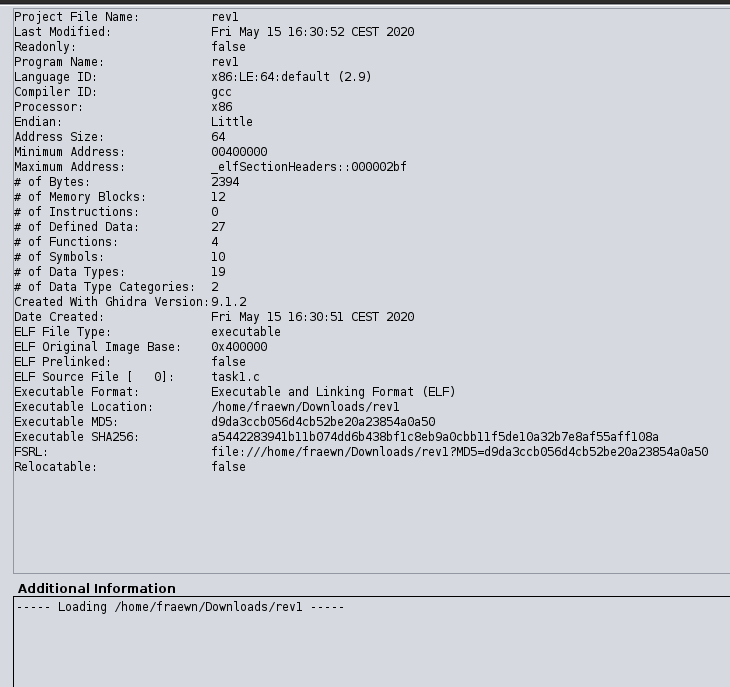 Project File Name: rev1
Last Modified: Fri May 15 16:30:52 CEST 2020
Readonly: false
Program Name: rev1
Language ID: x86:LE:64:default (2.9)
Compiler ID: gcc
Processor: x86
Endian: Little
Address Size: 64
Minimum Address: 00400000
Maximum Address: _elfSectionHeaders::000002bf
# of Bytes: 2394
# of Memory Blocks: 12
# of Instructions: 0
# of Defined Data: 27
# of Functions: 4
# of Symbols: 10
# of Data Types: 19
# of Data Type Categories: 2
Created With Ghidra Version: 9.1.2
Date Created: Fri May 15 16:30:51 CEST 2020
ELF File Type: executable
ELF Original Image Base: 0x400000
ELF Prelinked: false
ELF Source File [ 0]: task1.c
Executable Format: Executable and Linking Format (ELF)
Executable Location: /home/fraewn/Downloads/rev1
Executable MD5: d9da3ccb056d4cb52be20a23854a0a50
Executable SHA256: a5442283941b11b074dd6b438bf1c8eb9a0cbb11f5de10a32b7e8af55aff108a
FSRL: file:///home/fraewn/Downloads/rev1?MD5=d9da3ccb056d4cb52be20a23854a0a50
Relocatable: false
Additional Information
----- Loading /home/fraewn/Downloads/rev1 -----